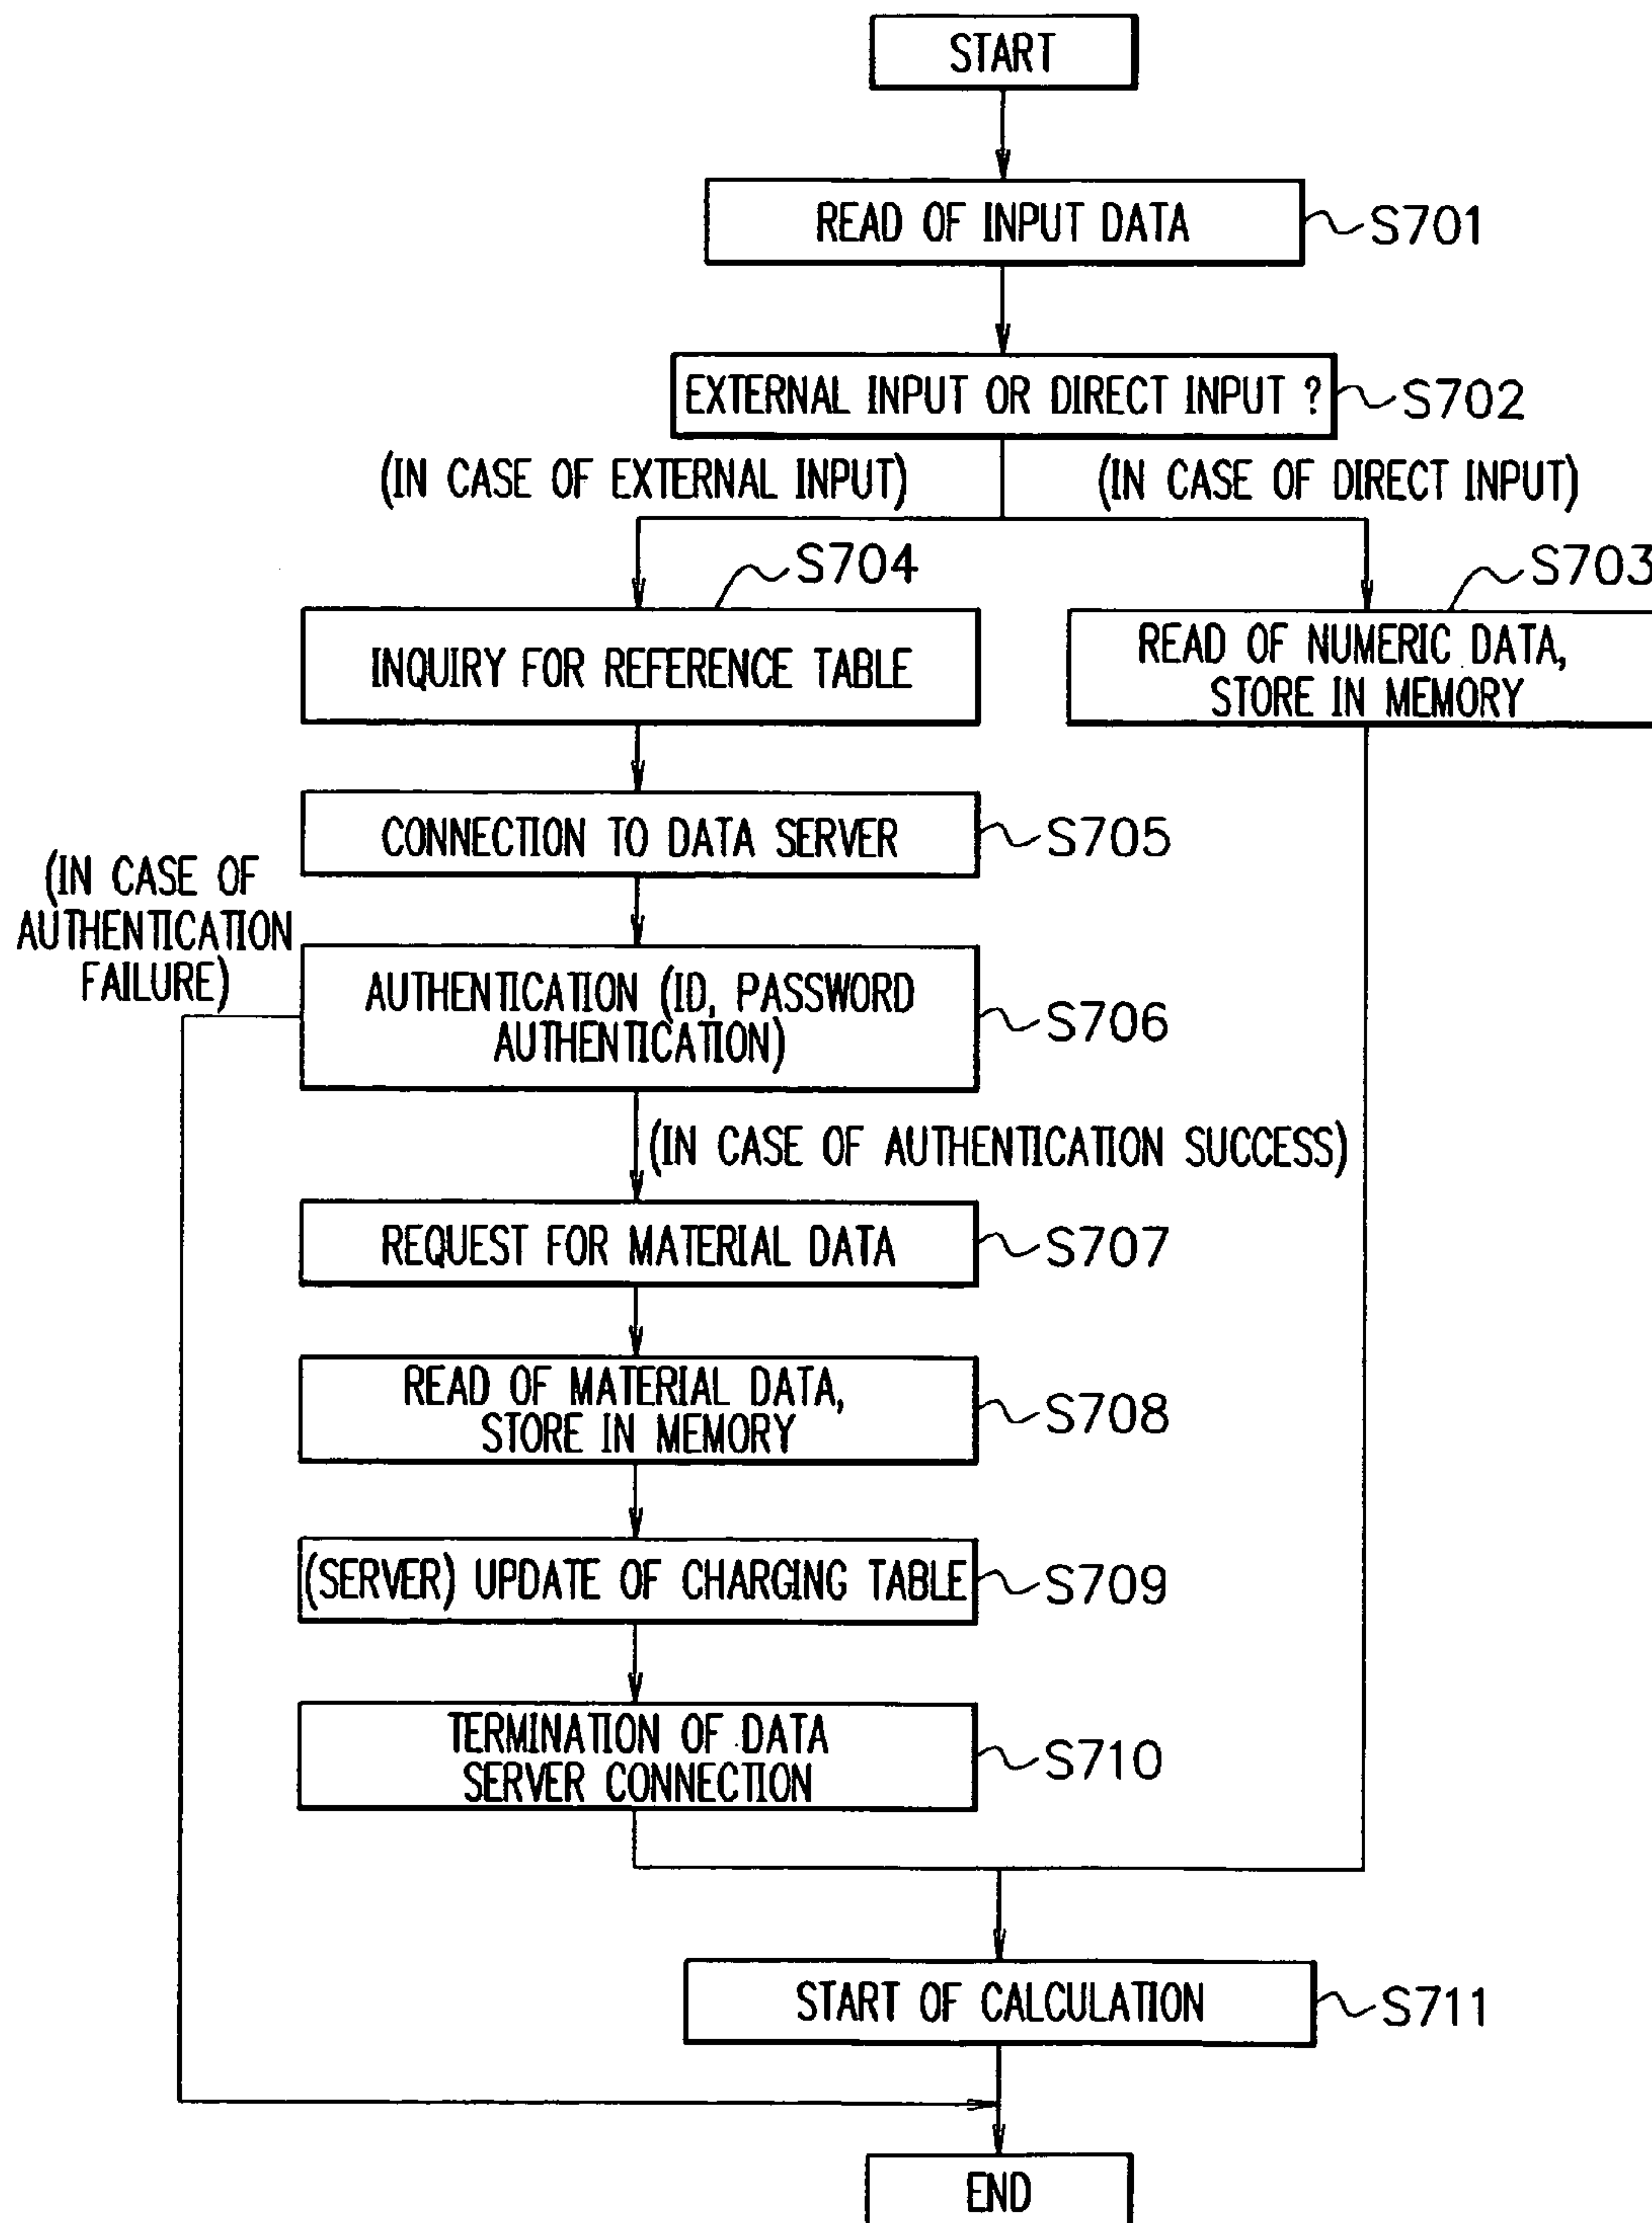 START
READ OF INPUT DATA
S701
EXTERNAL INPUT OR DIRECT INPUT ?
S702
(IN CASE OF EXTERNAL INPUT)
(IN CASE OF DIRECT INPUT)
S704
S703
INQUIRY FOR REFERENCE TABLE
READ OF NUMERIC DATA,
STORE IN MEMORY
CONNECTION TO DATA SERVER
S705
(IN CASE OF
AUTHENTICATION
FAILURE)
AUTHENTICATION (ID, PASSWORD
AUTHENTICATION)
S706
(IN CASE OF AUTHENTICATION SUCCESS)
REQUEST FOR MATERIAL DATA
S707
READ OF MATERIAL DATA,
STORE IN MEMORY
S708
(SERVER) UPDATE OF CHARGING TABLE
S709
TERMINATION OF DATA
SERVER CONNECTION
S710
START OF CALCULATION
S711
END